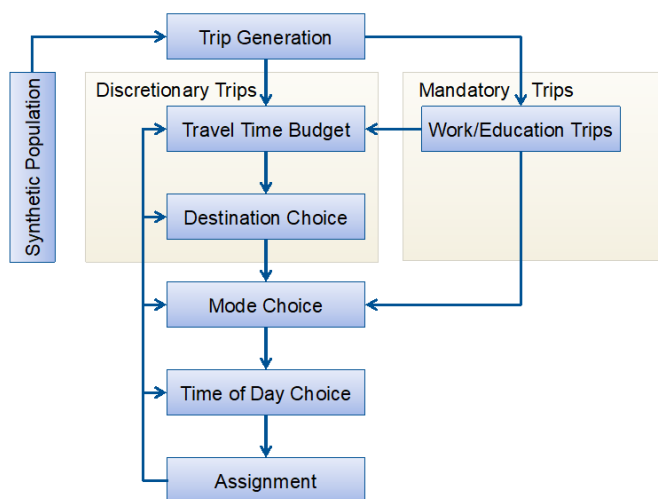 Trip Generation
Synthetic Population
Discretionary Trips
Mandatory Trips
Travel Time Budget
Work/Education Trips
Destination Choice
Mode Choice
Time of Day Choice
Assignment